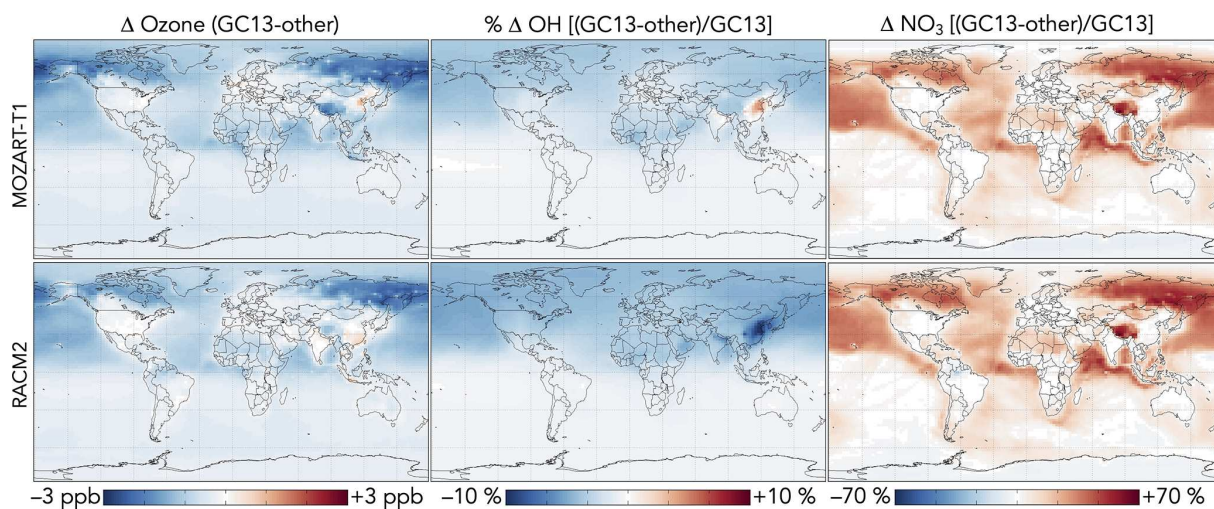 Δ Ozone (GC13-other)
% Δ OH [(GC13-other)/GC13]
Δ NO₃ [(GC13-other)/GC13]
MOZART-T1
RACM2
−3 ppb +3 ppb
−10 % +10 %
−70 % +70 %